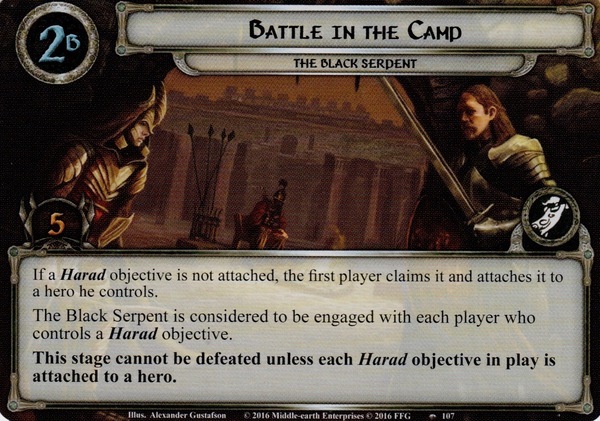 2B
BATTLE IN THE CAMP
THE BLACK SERPENT
5
If a Harad objective is not attached, the first player claims it and attaches it to
a hero he controls.
The Black Serpent is considered to be engaged with each player who
controls a Harad objective.
This stage cannot be defeated unless each Harad objective in play is
attached to a hero.
Illus. Alexander Gustafson © 2016 Middle-earth Enterprises © 2016 FFG 107